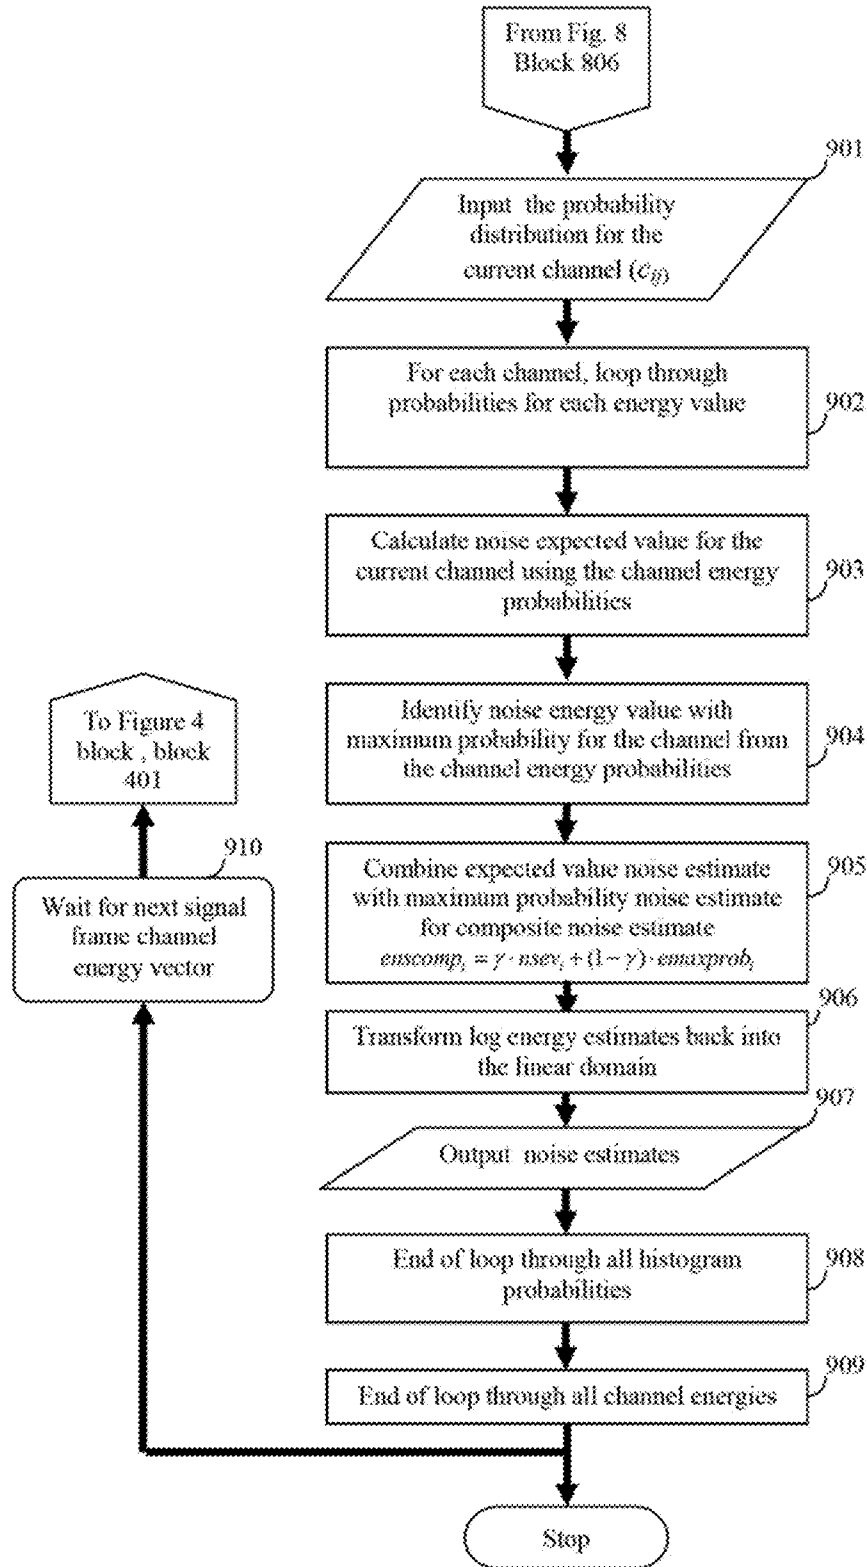 From Fig. 8
Block 806
901
Input the probability
distribution for the
current channel (c_ij)
For each channel, loop through
probabilities for each energy value
902
Calculate noise expected value for the
current channel using the channel energy
probabilities
903
Identify noise energy value with
maximum probability for the channel from
the channel energy probabilities
904
Combine expected value noise estimate
with maximum probability noise estimate
for composite noise estimate
enscomp_i = γ · nsev_i + (1 − γ) · emaxprob_i
905
906
Transform log energy estimates back into
the linear domain
907
Output noise estimates
End of loop through all histogram
probabilities
908
End of loop through all channel energies
909
To Figure 4
block , block
401
910
Wait for next signal
frame channel
energy vector
Stop